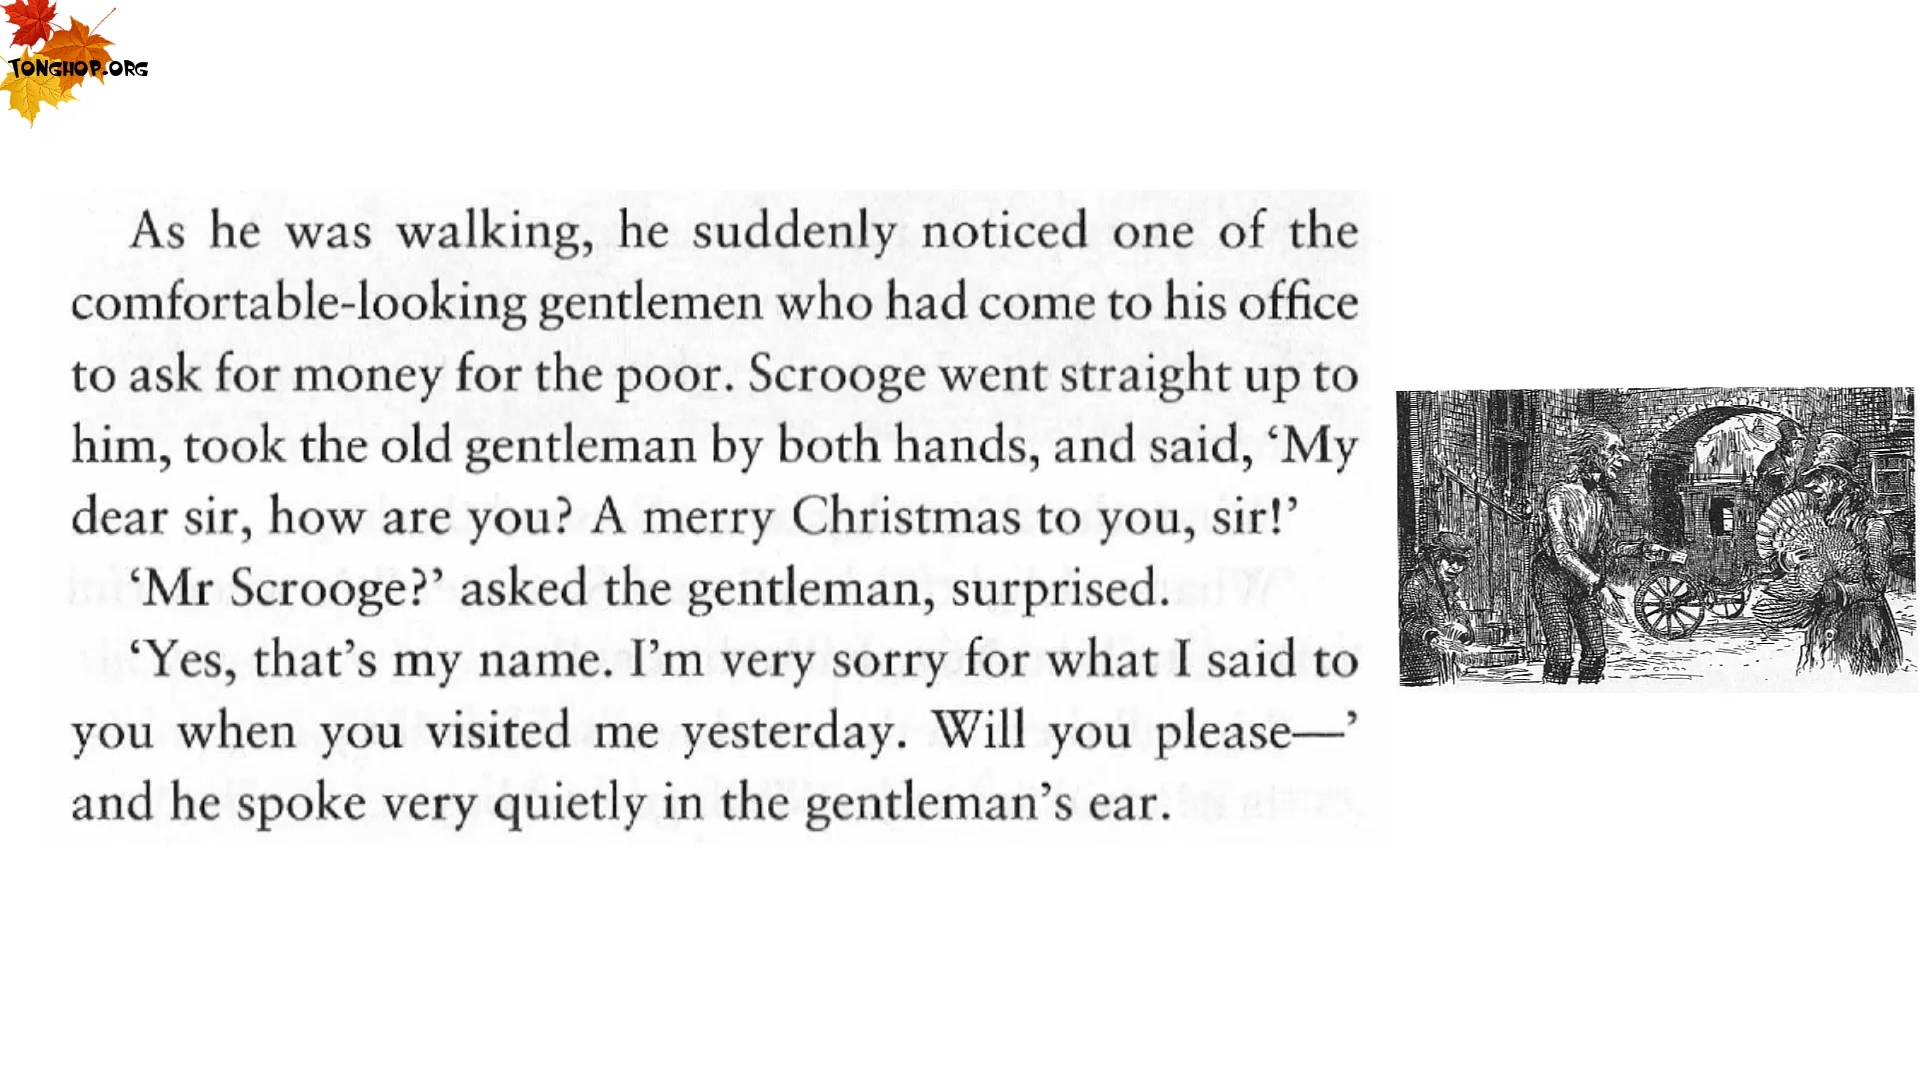 TONGHOP.ORG
As he was walking, he suddenly noticed one of the
comfortable-looking gentlemen who had come to his office
to ask for money for the poor. Scrooge went straight up to
him, took the old gentleman by both hands, and said, ‘My
dear sir, how are you? A merry Christmas to you, sir!’
‘Mr Scrooge?’ asked the gentleman, surprised.
‘Yes, that’s my name. I’m very sorry for what I said to
you when you visited me yesterday. Will you please—’
and he spoke very quietly in the gentleman’s ear.